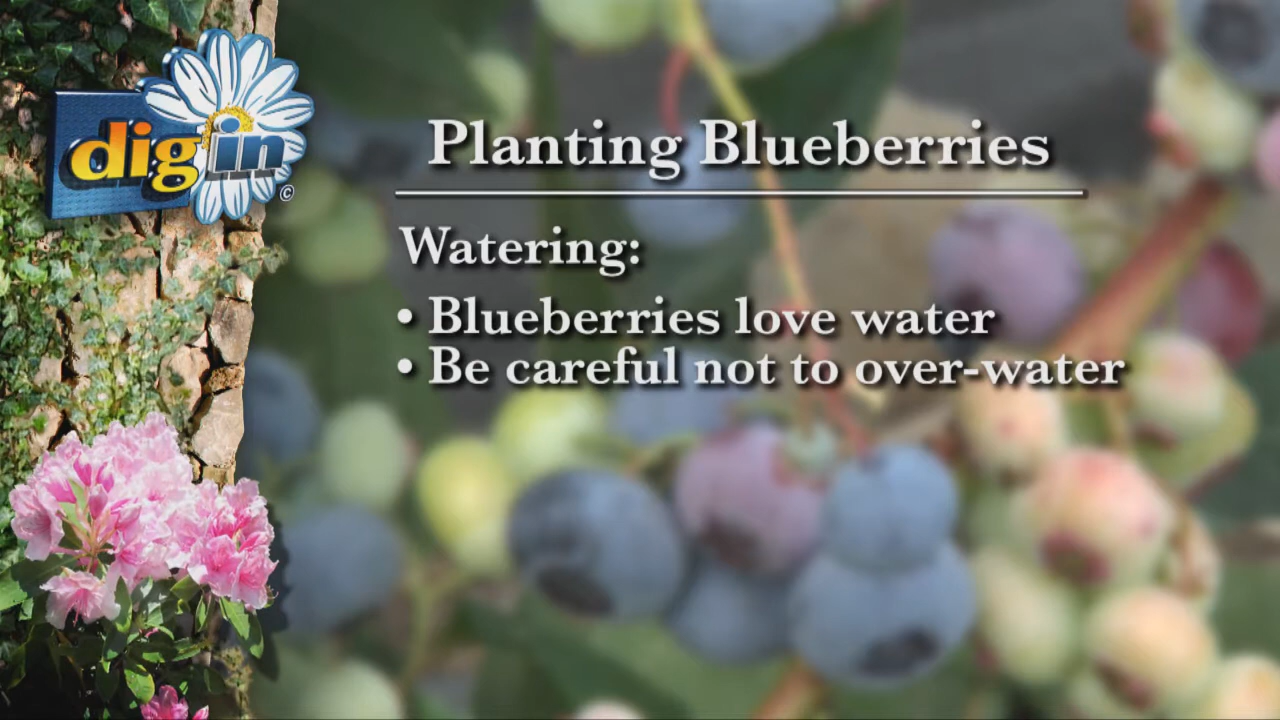 dig in
©
Planting Blueberries
Watering:
• Blueberries love water
• Be careful not to over-water